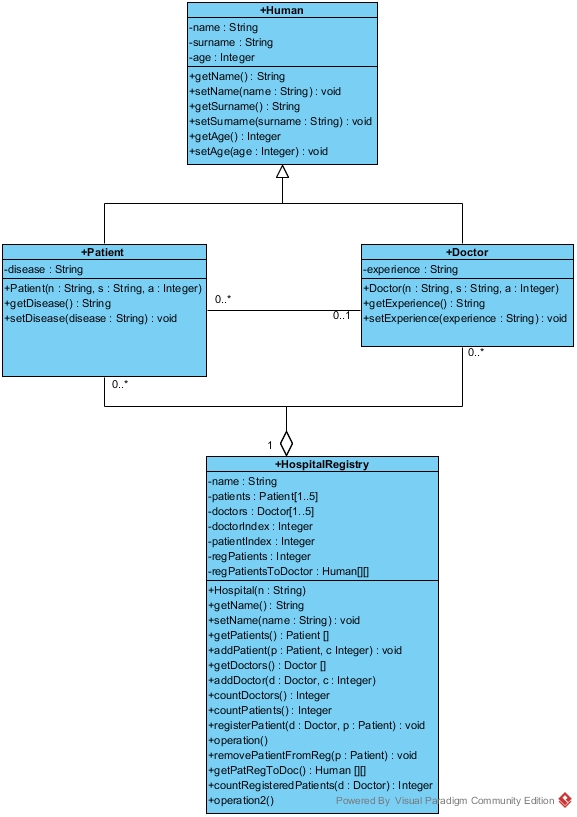 +Human
-name : String
-surname : String
-age : Integer
+getName() : String
+setName(name : String) : void
+getSurname() : String
+setSurname(surname : String) : void
+getAge() : Integer
+setAge(age : Integer) : void
+Patient
-disease : String
+Patient(n : String, s : String, a : Integer)
+getDisease() : String
+setDisease(disease : String) : void
0..*
0..1
+Doctor
-experience : String
+Doctor(n : String, s : String, a : Integer)
+getExperience() : String
+setExperience(experience : String) : void
0..*
0..*
1
+HospitalRegistry
-name : String
-patients : Patient[1..5]
-doctors : Doctor[1..5]
-doctorIndex : Integer
-patientIndex : Integer
-regPatients : Integer
-regPatientsToDoctor : Human[][]
+Hospital(n : String)
+getName() : String
+setName(name : String) : void
+getPatients() : Patient []
+addPatient(p : Patient, c Integer) : void
+getDoctors() : Doctor []
+addDoctor(d : Doctor, c : Integer)
+countDoctors() : Integer
+countPatients() : Integer
+registerPatient(d : Doctor, p : Patient) : void
+operation()
+removePatientFromReg(p : Patient) : void
+getPatRegToDoc() : Human [][]
+countRegisteredPatients(d : Doctor) : Integer
+operation2()
Powered By Visual Paradigm Community Edition